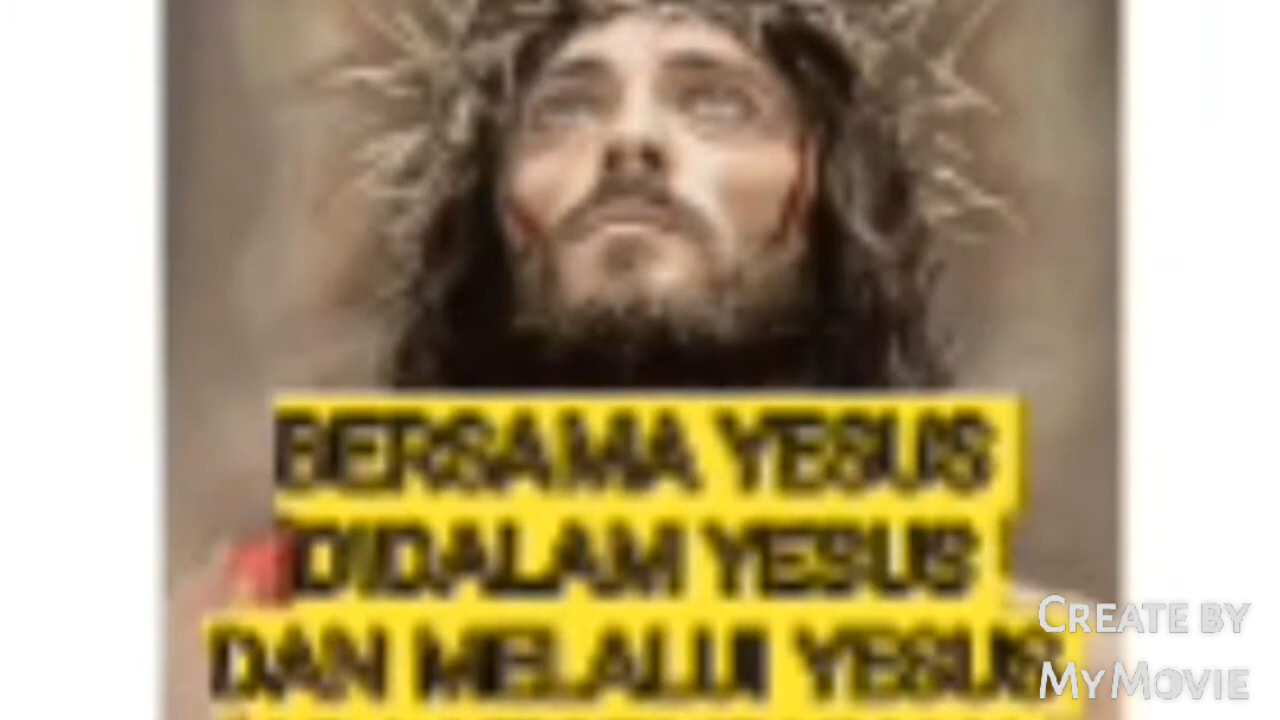 BERSAMA YESUS
DIDALAM YESUS
DAN MELALUI YESUS
CREATE BY
MYMOVIE